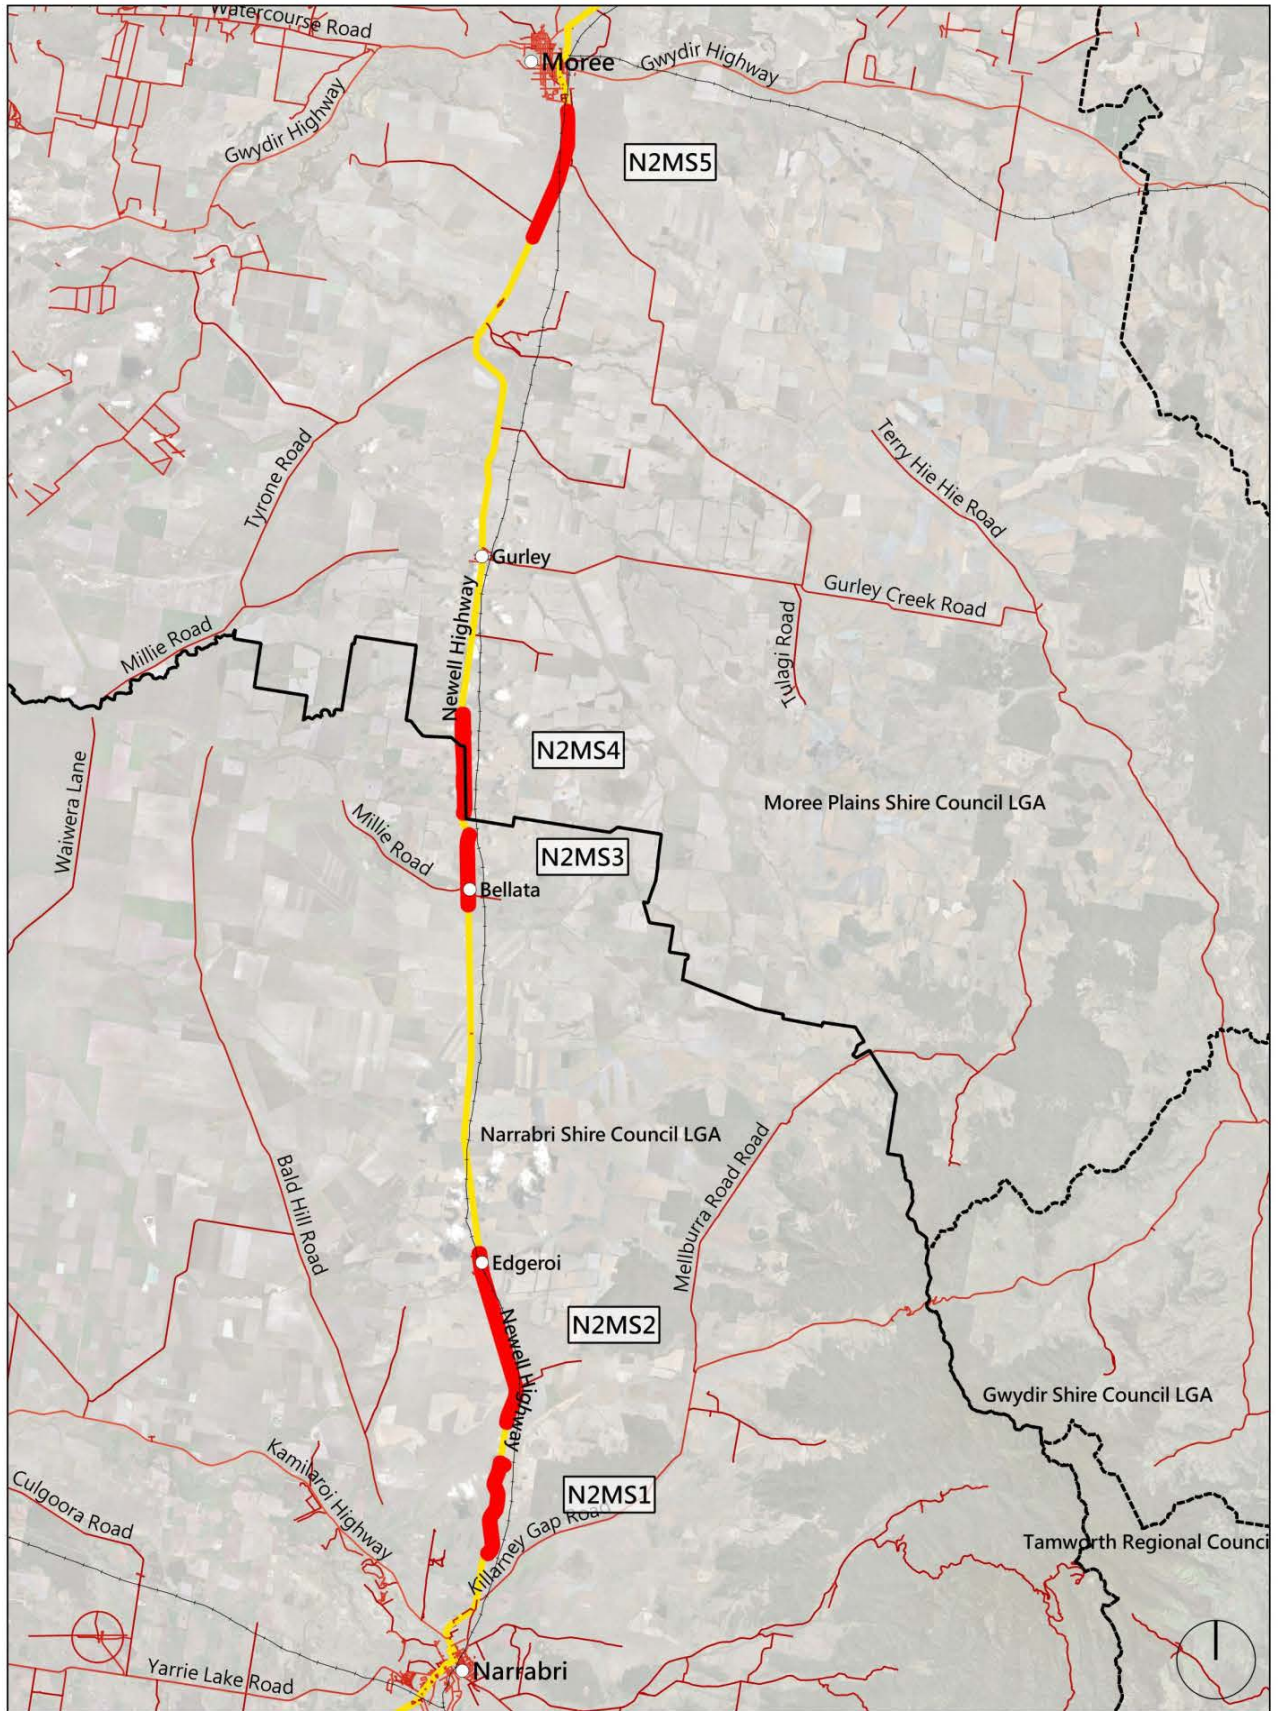 Watercourse Road
Moree
Gwydir Highway
Gwydir Highway
N2MS5
Terry Hie Hie Road
Tyrone Road
Gurley
Gurley Creek Road
Newell Highway
Tulagi Road
Millie Road
N2MS4
Waiwera Lane
Moree Plains Shire Council LGA
Millie Road
N2MS3
Bellata
Narrabri Shire Council LGA
Mellburra Road Road
Bald Hill Road
Edgeroi
N2MS2
Newell Highway
Gwydir Shire Council LGA
Kamilaroi Highway
Culgoora Road
N2MS1
Killarney Gap Road
Tamworth Regional Counci
Yarrie Lake Road
Narrabri